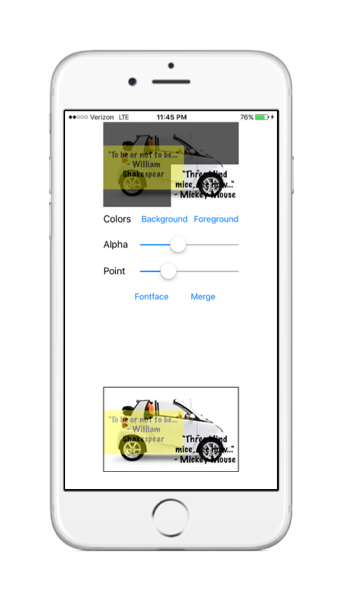 Verizon LTE 11:45 PM 76%
"To be or not to be..."
- William
Shakespear
"Three Blind
mice, see how..."
- Mickey Mouse
Colors Background Foreground
Alpha
Point
Fontface Merge
"To be or not to be..."
- William
Shakespear
"Three Blind
mice, see how..."
- Mickey Mouse